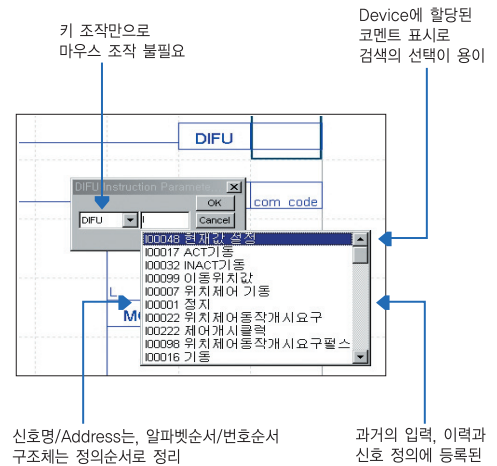 키 조작만으로
마우스 조작 불필요
Device에 할당된
코멘트 표시로
검색의 선택이 용이
DIFU
DIFU Instruction Paramete
OK
com code
DIFU
Cancel
I00048 현재값 설정
I00017 ACT기동
I00032 INACT기동
I00099 이동위치값
I00007 위치제어 기동
I00001 정지
I00022 위치제어동작개시요구
I00222 제어개시클럭
I00098 위치제어동작개시요구펄스
I00016 기동
신호명/Address는, 알파벳순서/번호순서
구조체는 정의순서로 정리
과거의 입력, 이력과
신호 정의에 등록된